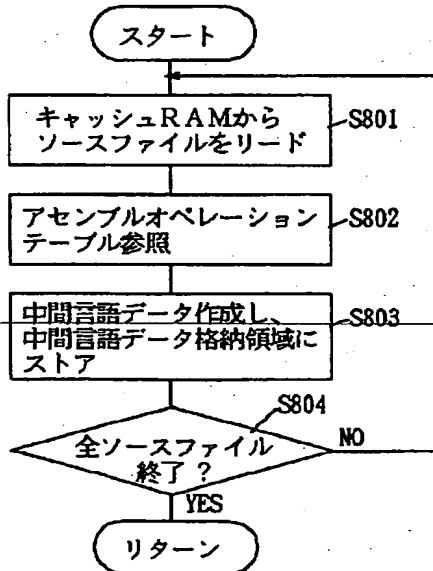 スタート
キャッシュRAMから
ソースファイルをリード
S801
アセンブルオペレーション
テーブル参照
S802
中間言語データ作成し、
中間言語データ格納領域に
ストア
S803
S804
全ソースファイル
終了?
NO
YES
リターン